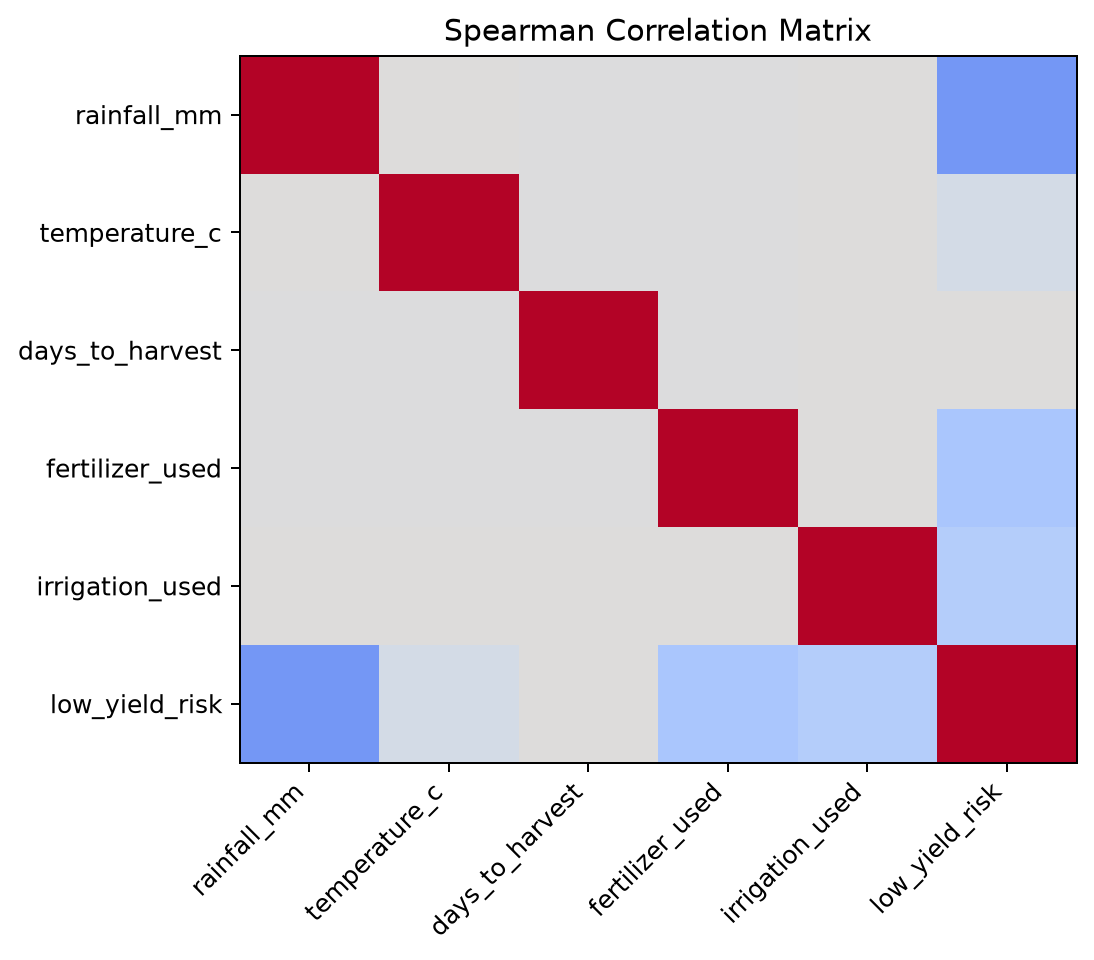 Spearman Correlation Matrix
rainfall_mm
temperature_c
days_to_harvest
fertilizer_used
irrigation_used
low_yield_risk
rainfall_mm
temperature_c
days_to_harvest
fertilizer_used
irrigation_used
low_yield_risk